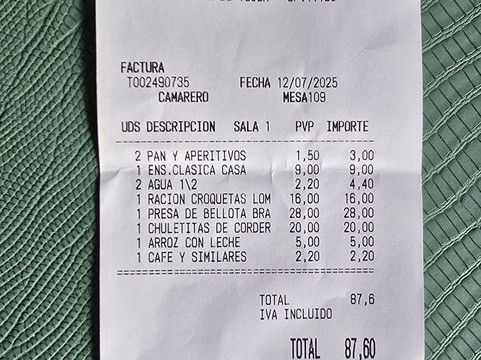 FACTURA
T002490735 FECHA 12/07/2025
CAMARERO MESA109
UDS DESCRIPCION SALA 1 PVP IMPORTE
2 PAN Y APERITIVOS 1,50 3,00
1 ENS.CLASICA CASA 9,00 9,00
2 AGUA 1\2 2,20 4,40
1 RACION CROQUETAS LOM 16,00 16,00
1 PRESA DE BELLOTA BRA 28,00 28,00
1 CHULETITAS DE CORDER 20,00 20,00
1 ARROZ CON LECHE 5,00 5,00
1 CAFE Y SIMILARES 2,20 2,20
TOTAL 87,6
IVA INCLUIDO
TOTAL 87,60